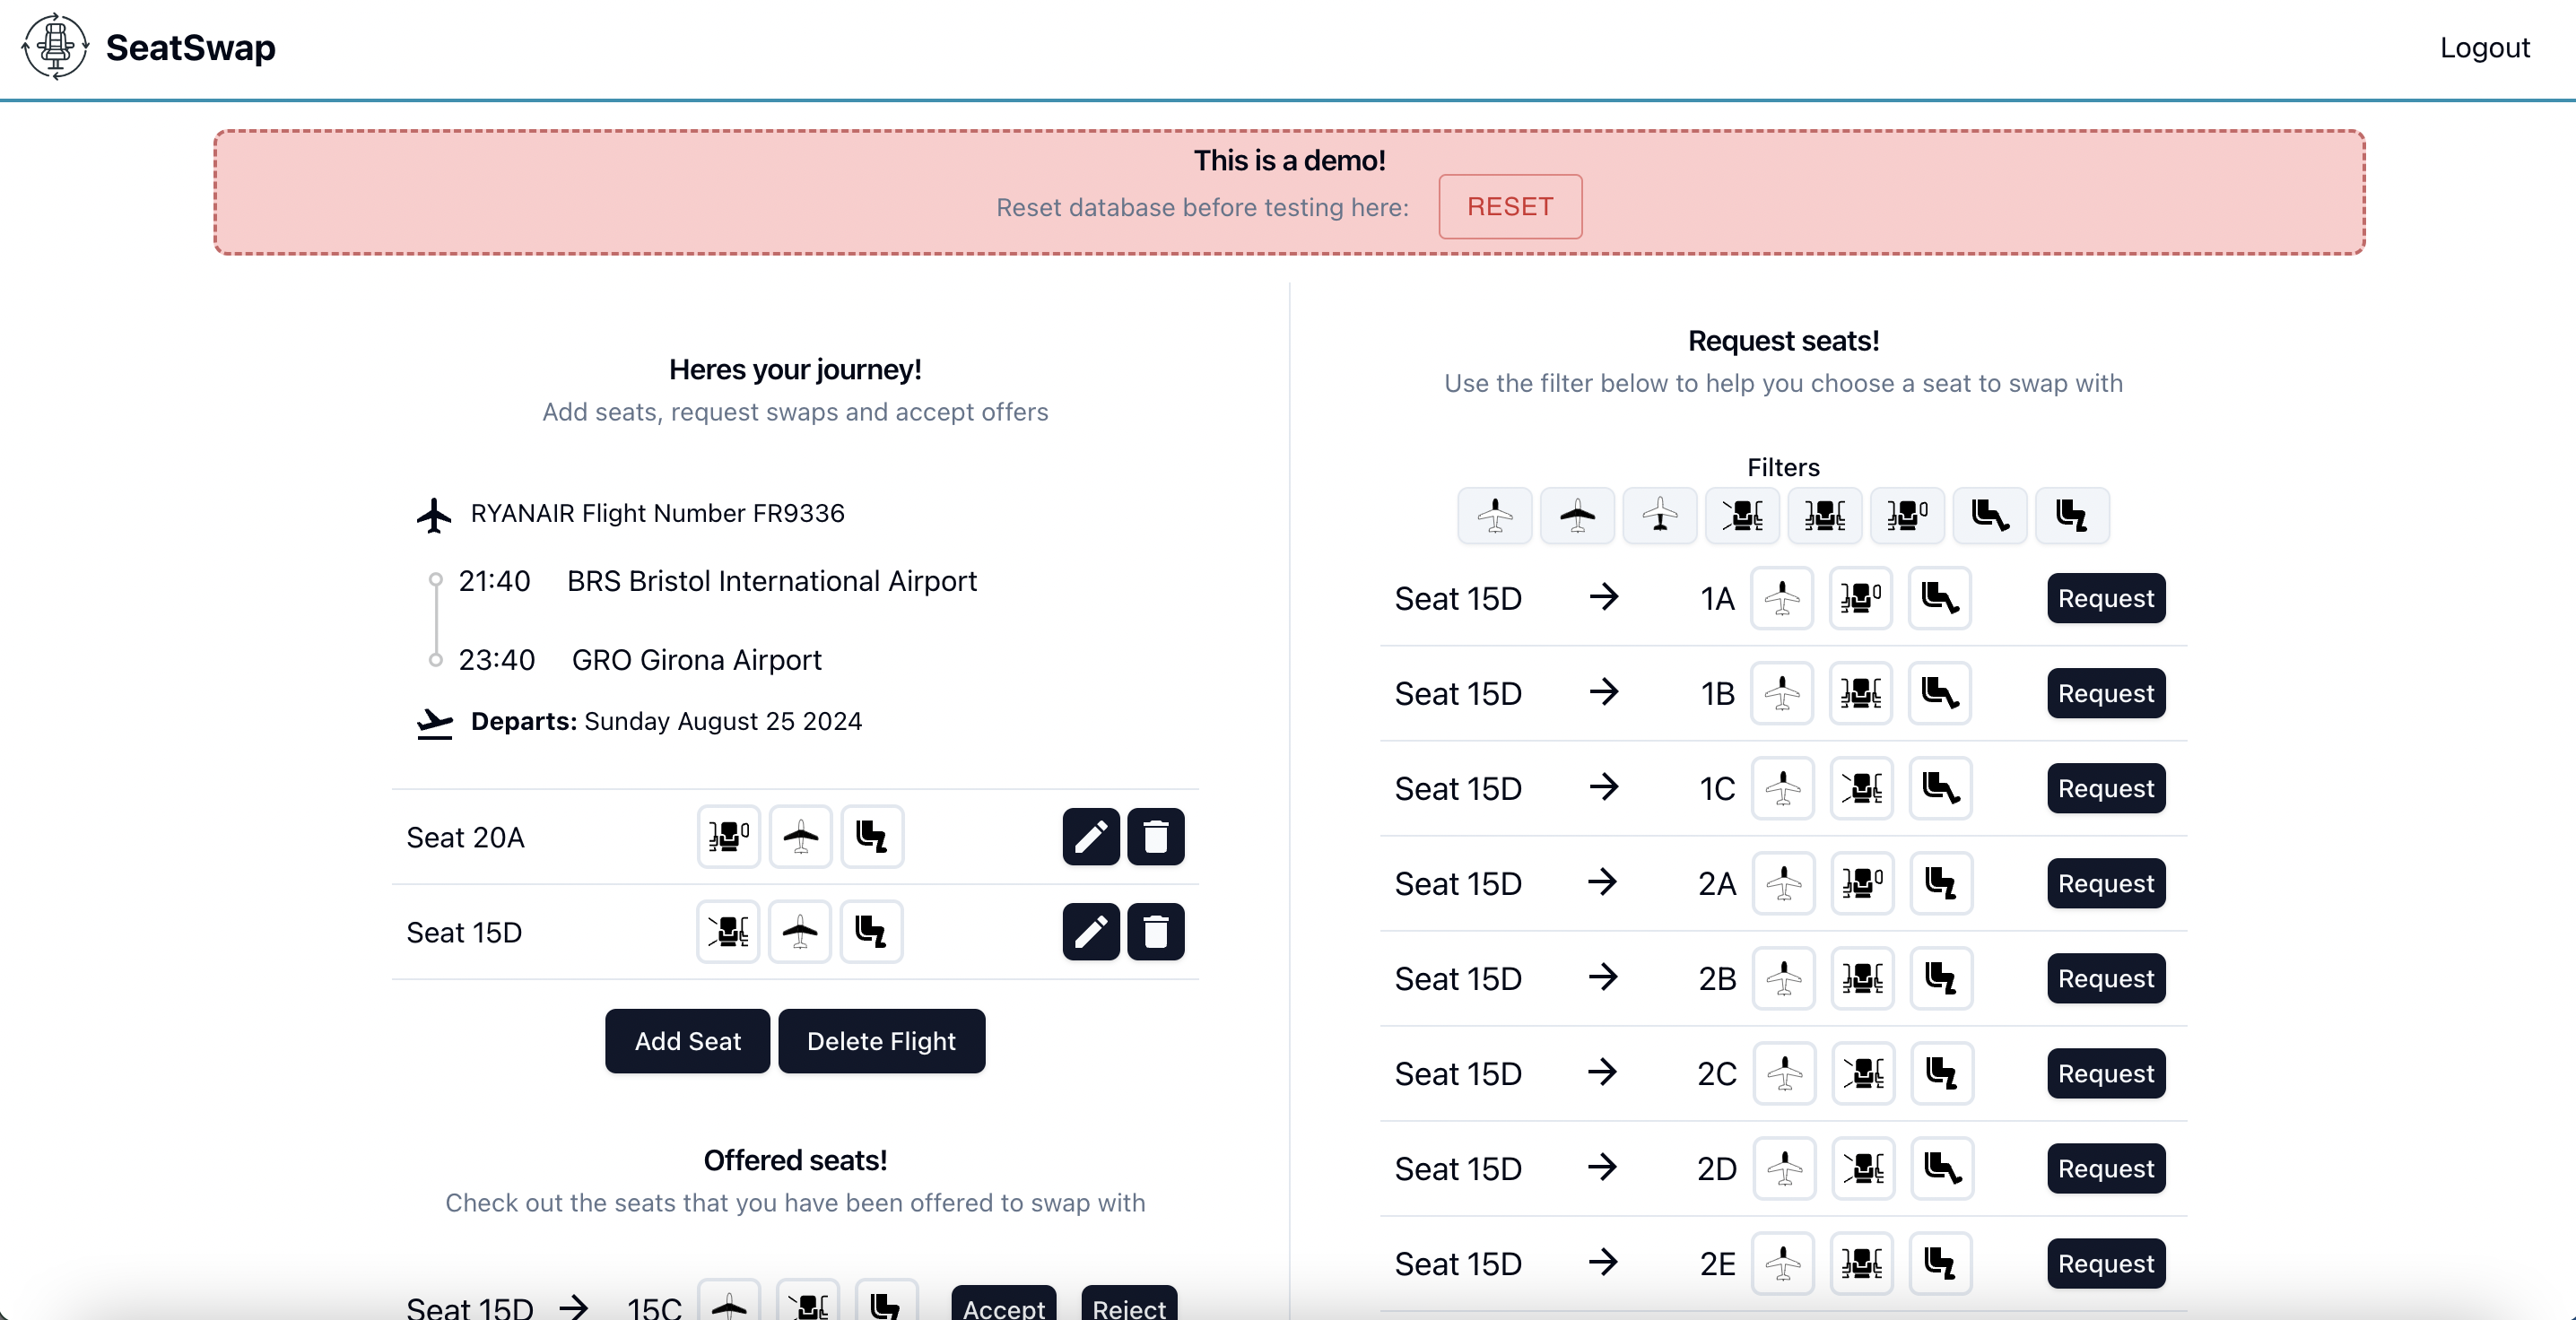 SeatSwap
Logout
This is a demo!
Reset database before testing here: RESET
Heres your journey!
Add seats, request swaps and accept offers
RYANAIR Flight Number FR9336
21:40 BRS Bristol International Airport
23:40 GRO Girona Airport
Departs: Sunday August 25 2024
Seat 20A
Seat 15D
Add Seat Delete Flight
Offered seats!
Check out the seats that you have been offered to swap with
Seat 15D → 15C Accept Reject
Request seats!
Use the filter below to help you choose a seat to swap with
Filters
Seat 15D → 1A Request
Seat 15D → 1B Request
Seat 15D → 1C Request
Seat 15D → 2A Request
Seat 15D → 2B Request
Seat 15D → 2C Request
Seat 15D → 2D Request
Seat 15D → 2E Request